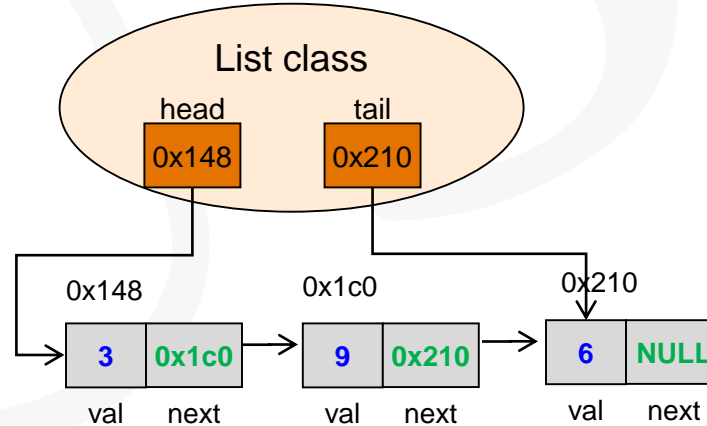 List class
head tail
0x148 0x210
0x148 0x1c0 0x210
3 0x1c0 9 0x210 6 NULL
val next val next val next